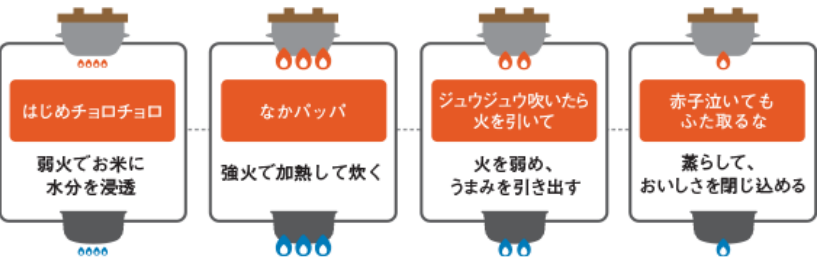 はじめチョロチョロ
弱火でお米に
水分を浸透
なかパッパ
強火で加熱して炊く
ジュウジュウ吹いたら
火を引いて
火を弱め、
うまみを引き出す
赤子泣いても
ふた取るな
蒸らして、
おいしさを閉じ込める